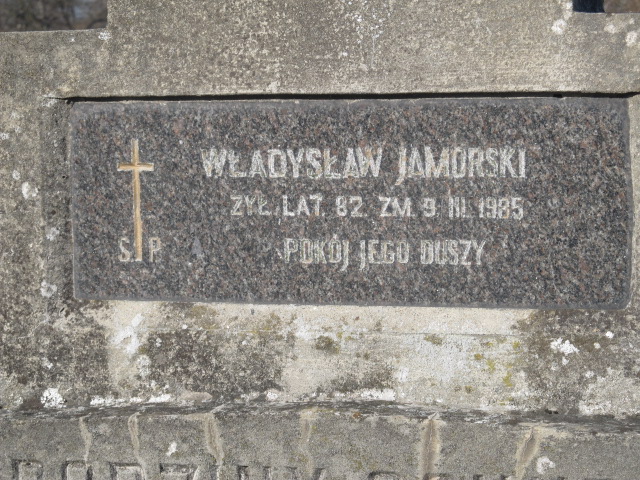 WŁADYSŁAW JAMORSKI
ŻYŁ LAT 82 ZM. 9 III 1985
Ś P
POKÓJ JEGO DUSZY